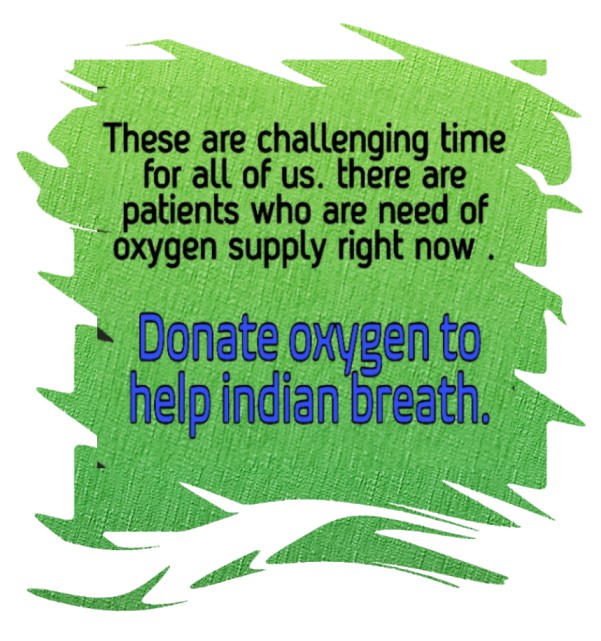 These are challenging time
for all of us. there are
patients who are need of
oxygen supply right now .
Donate oxygen to
help indian breath.